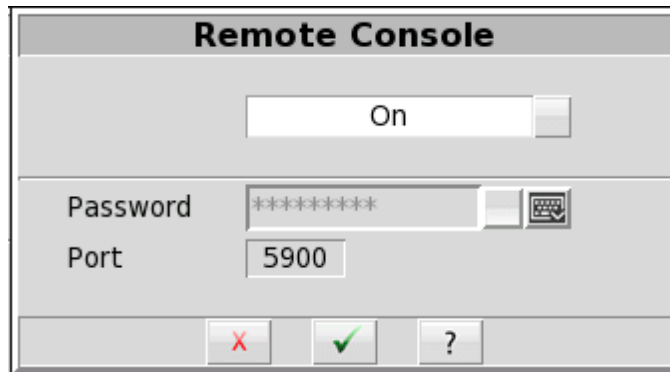 Remote Console
On
Password *********
Port 5900
X ?